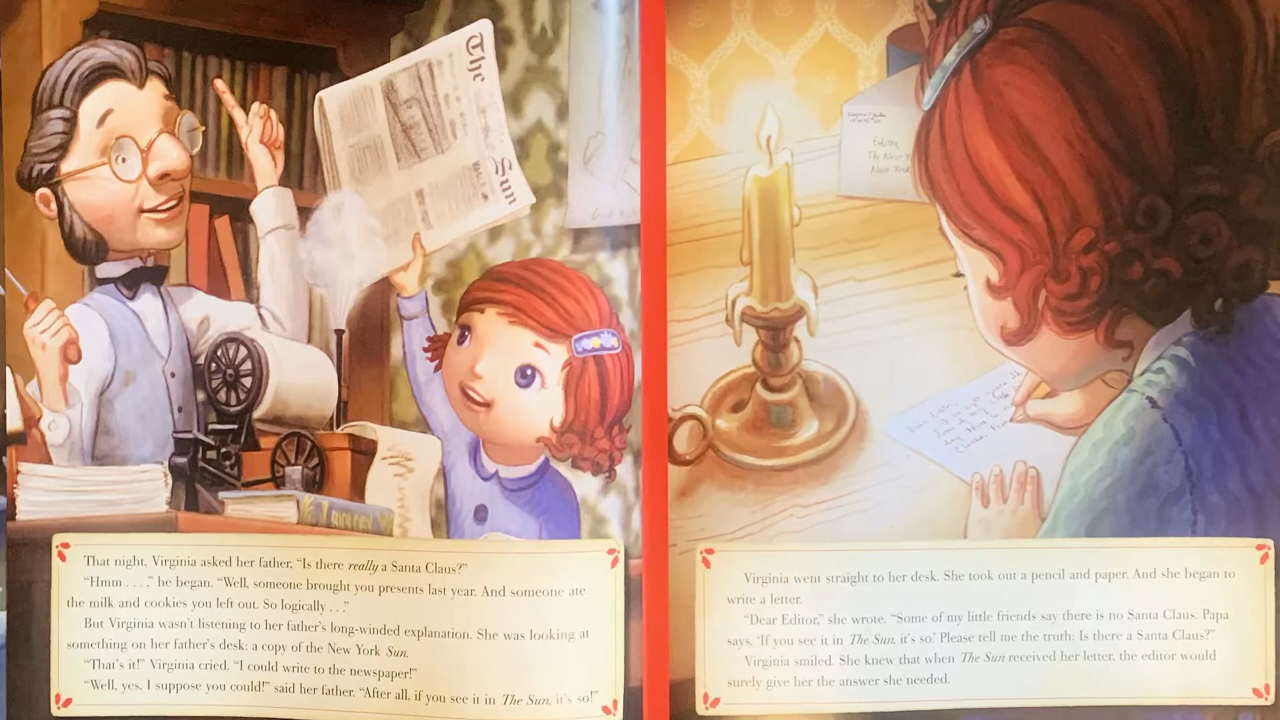 The Sun
BIOLOGY
That night, Virginia asked her father, “Is there really a Santa Claus?”
“Hmm . . . ,” he began. “Well, someone brought you presents last year. And someone ate
the milk and cookies you left out. So logically . . .”
But Virginia wasn’t listening to her father’s long-winded explanation. She was looking at
something on her father’s desk: a copy of the New York Sun.
“That’s it!” Virginia cried. “I could write to the newspaper!”
“Well, yes, I suppose you could!” said her father. “After all, if you see it in The Sun, it’s so!”
Editor
The New Y
New York
Virginia went straight to her desk. She took out a pencil and paper. And she began to
write a letter.
“Dear Editor,” she wrote. “Some of my little friends say there is no Santa Claus. Papa
says, ‘If you see it in The Sun, it’s so.’ Please tell me the truth: Is there a Santa Claus?”
Virginia smiled. She knew that when The Sun received her letter, the editor would
surely give her the answer she needed.